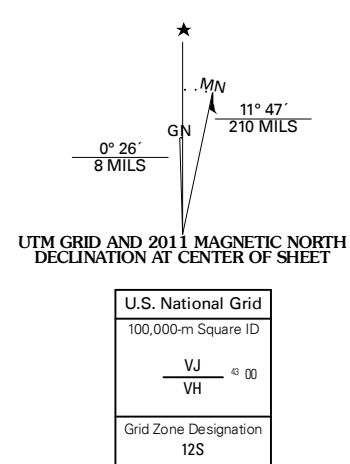 MN
11° 47´
210 MILS
GN
0° 26´
8 MILS
UTM GRID AND 2011 MAGNETIC NORTH
DECLINATION AT CENTER OF SHEET
U.S. National Grid
100,000-m Square ID
VJ
43 00
VH
Grid Zone Designation
12S